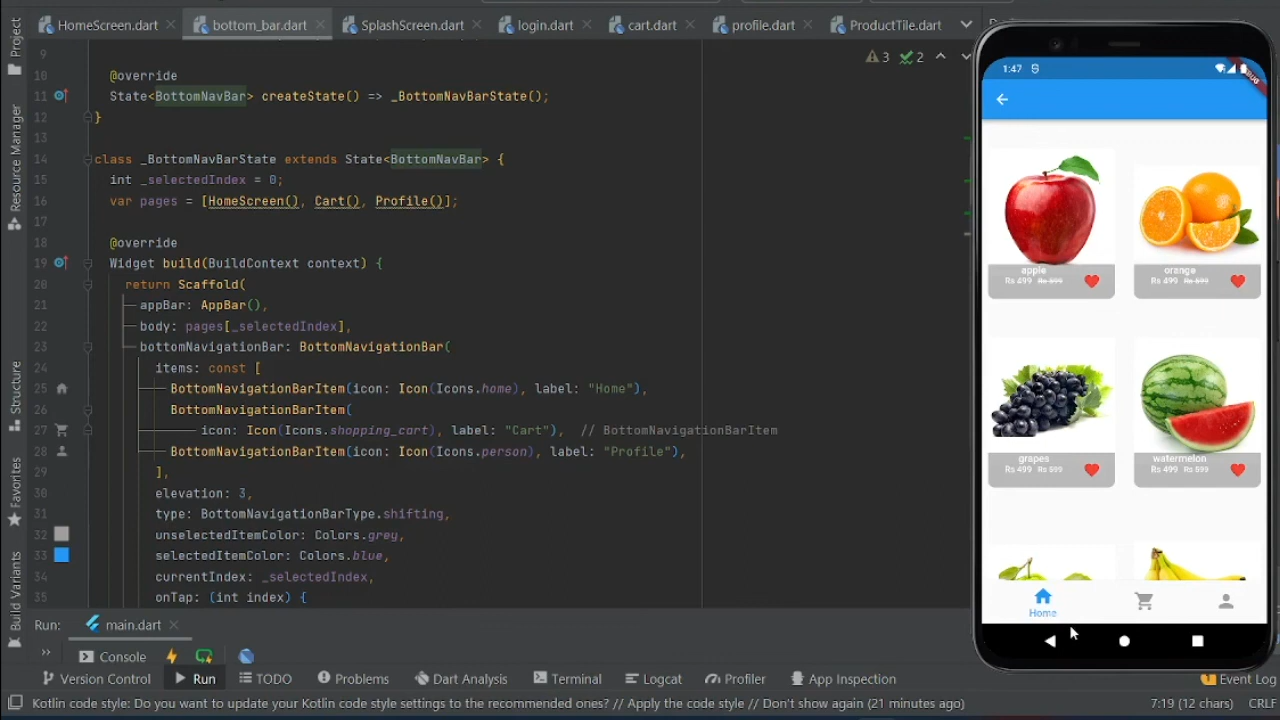 HomeScreen.dart
bottom_bar.dart
SplashScreen.dart
login.dart
cart.dart
profile.dart
ProductTile.dart
3 2
Project
Resource Manager
Structure
Favorites
Build Variants
9
10 @override
11 State<BottomNavBar> createState() => _BottomNavBarState();
12 }
13
14 class _BottomNavBarState extends State<BottomNavBar> {
15 int _selectedIndex = 0;
16 var pages = [HomeScreen(), Cart(), Profile()];
17
18 @override
19 Widget build(BuildContext context) {
20 return Scaffold(
21 appBar: AppBar(),
22 body: pages[_selectedIndex],
23 bottomNavigationBar: BottomNavigationBar(
24 items: const [
25 BottomNavigationBarItem(icon: Icon(Icons.home), label: "Home"),
26 BottomNavigationBarItem(
27 icon: Icon(Icons.shopping_cart), label: "Cart"), // BottomNavigationBarItem
28 BottomNavigationBarItem(icon: Icon(Icons.person), label: "Profile"),
29 ],
30 elevation: 3,
31 type: BottomNavigationBarType.shifting,
32 unselectedItemColor: Colors.grey,
33 selectedItemColor: Colors.blue,
34 currentIndex: _selectedIndex,
35 onTap: (int index) {
1:47
apple
Rs 499 Rs 599
orange
Rs 499 Rs 599
grapes
Rs 499 Rs 599
watermelon
Rs 499 Rs 599
Home
Run: main.dart
Console
Version Control Run TODO Problems Dart Analysis Terminal Logcat Profiler App Inspection Event Log
Kotlin code style: Do you want to update your Kotlin code style settings to the recommended ones? // Apply the code style // Don't show again (21 minutes ago) 7:19 (12 chars) CRLF